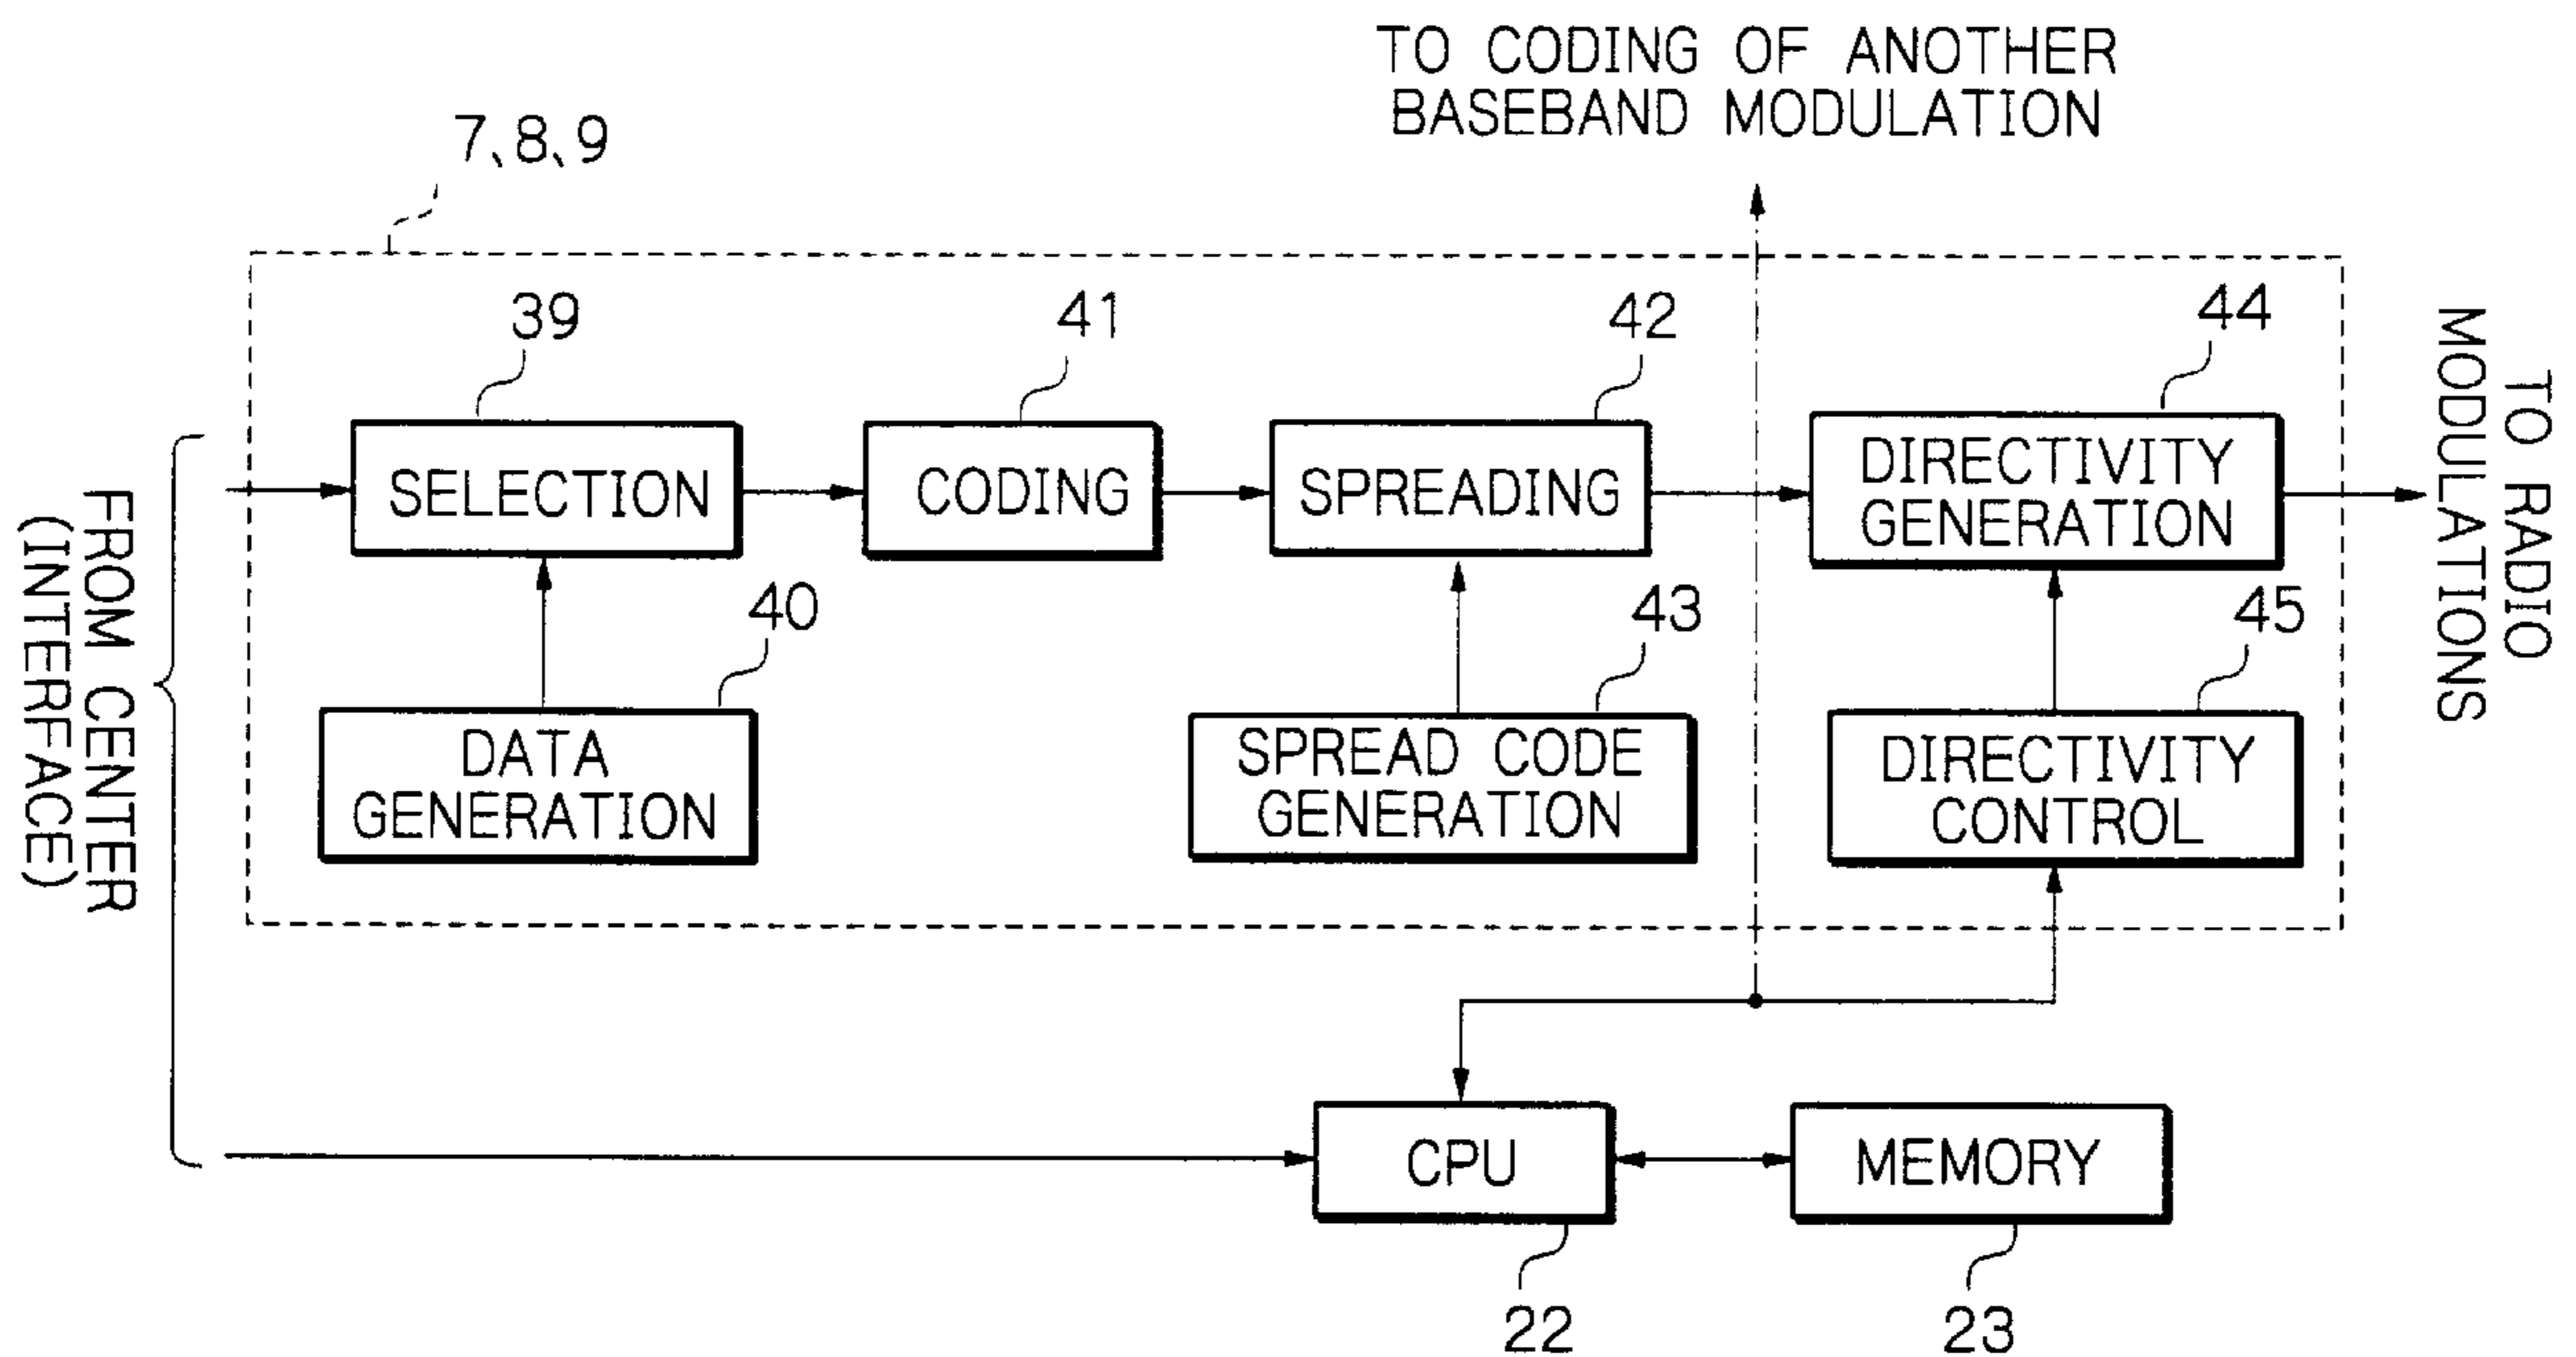 TO CODING OF ANOTHER
BASEBAND MODULATION
7、8、9
39
41
42
44
SELECTION
CODING
SPREADING
DIRECTIVITY
GENERATION
TO RADIO
MODULATIONS
FROM CENTER
(INTERFACE)
40
43
45
DATA
GENERATION
SPREAD CODE
GENERATION
DIRECTIVITY
CONTROL
CPU
MEMORY
22
23